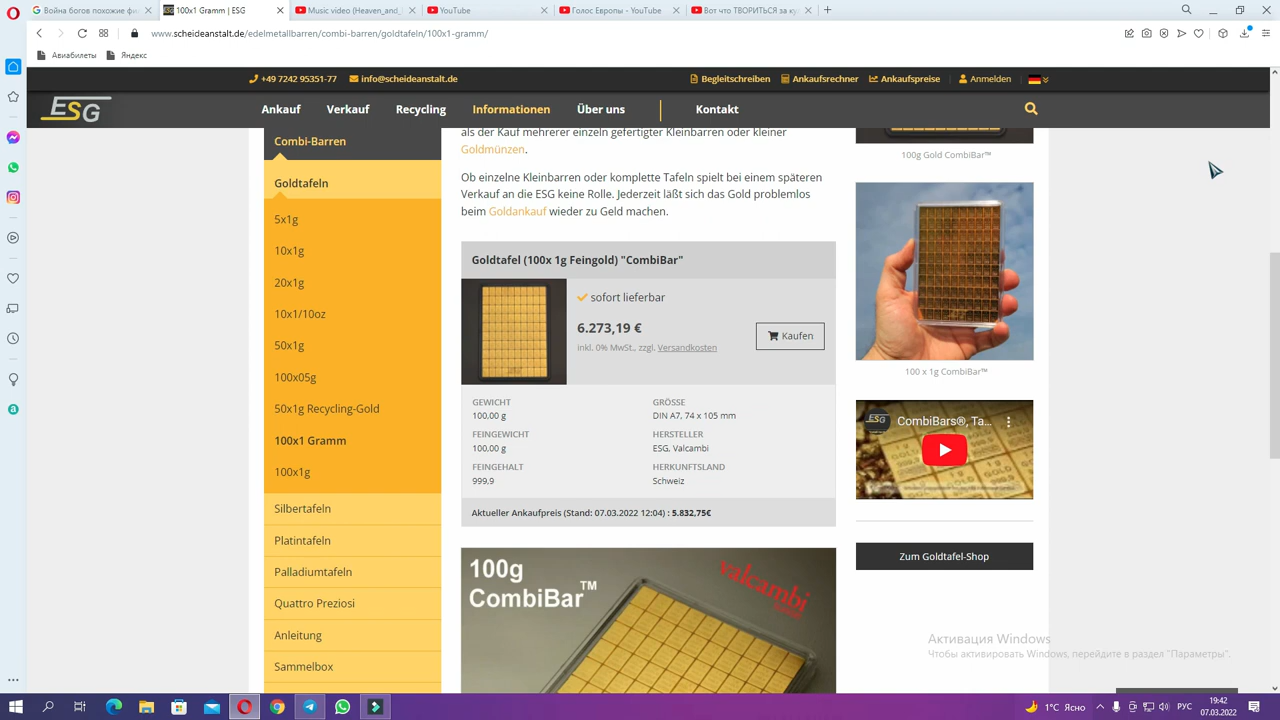 Война богов похожие фи
100x1 Gramm | ESG
Music video (Heaven_and_
YouTube
Голос Европы - YouTube
Вот что ТВОРИТЬСЯ за ку
www.scheideanstalt.de/edelmetallbarren/combi-barren/goldtafeln/100x1-gramm/
Авиабилеты
Яндекс
+49 7242 95351-77
info@scheideanstalt.de
Begleitschreiben
Ankaufsrechner
Ankaufspreise
Anmelden
ESG
Ankauf
Verkauf
Recycling
Informationen
Über uns
Kontakt
Combi-Barren
Goldtafeln
5x1g
10x1g
20x1g
10x1/10oz
50x1g
100x05g
50x1g Recycling-Gold
100x1 Gramm
100x1g
Silbertafeln
Platintafeln
Palladiumtafeln
Quattro Preziosi
Anleitung
Sammelbox
als der Kauf mehrerer einzeln gefertigter Kleinbarren oder kleiner
Goldmünzen.
Ob einzelne Kleinbarren oder komplette Tafeln spielt bei einem späteren
Verkauf an die ESG keine Rolle. Jederzeit läßt sich das Gold problemlos
beim Goldankauf wieder zu Geld machen.
Goldtafel (100x 1g Feingold) "CombiBar"
sofort lieferbar
6.273,19 €
inkl. 0% MwSt., zzgl. Versandkosten
Kaufen
GEWICHT
100,00 g
GRÖSSE
DIN A7, 74 x 105 mm
FEINGEWICHT
100,00 g
HERSTELLER
ESG, Valcambi
FEINGEHALT
999,9
HERKUNFTSLAND
Schweiz
Aktueller Ankaufpreis (Stand: 07.03.2022 12:04) : 5.832,75€
100g
CombiBar™
valcambi
100g Gold CombiBar™
100 x 1g CombiBar™
ESG
CombiBars®, Ta...
Zum Goldtafel-Shop
Активация Windows
Чтобы активировать Windows, перейдите в раздел "Параметры".
1°C Ясно
РУС
19:42
07.03.2022